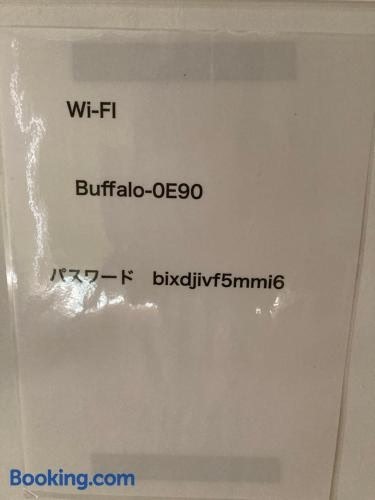 Wi-FI
Buffalo-0E90
パスワード bixdjivf5mmi6
Booking.com